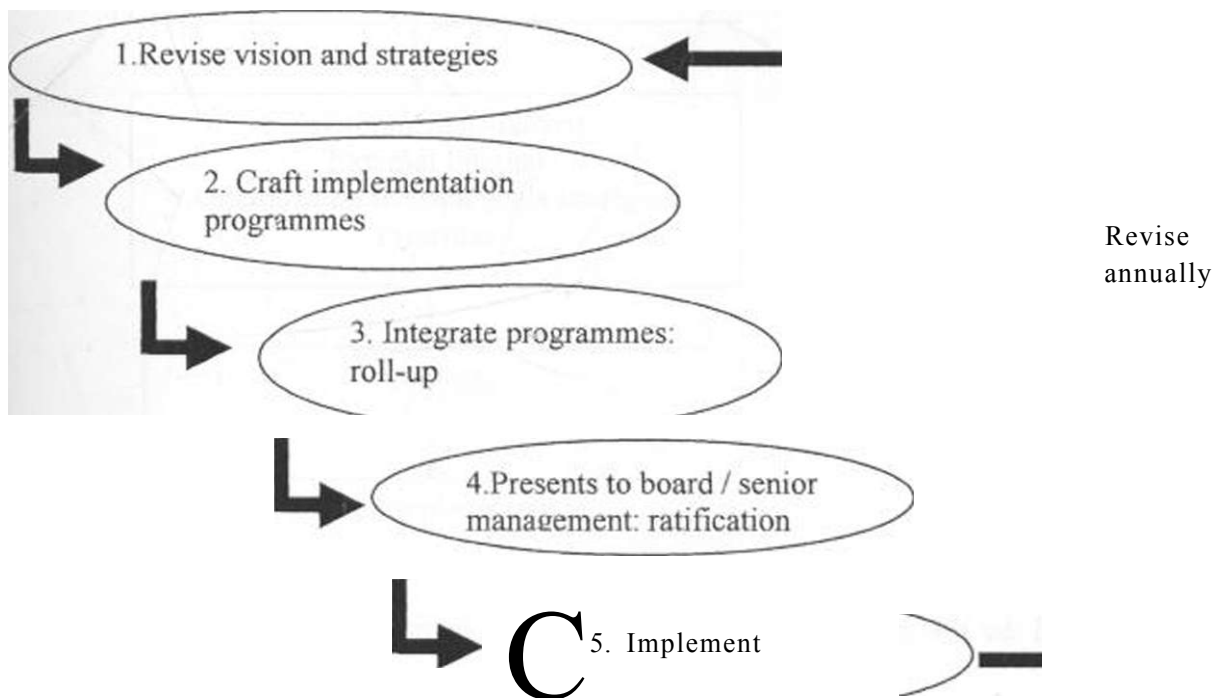 1.Revise vision and strategies
2. Craft implementation
programmes
Revise
annually
3. Integrate programmes:
roll-up
4.Presents to board / senior
management: ratification
C 5. Implement